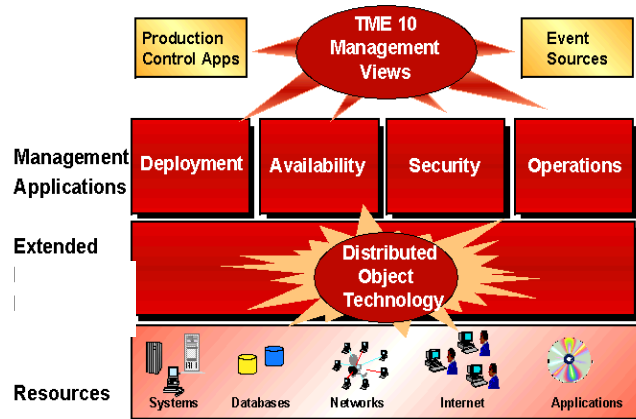 Production
Control Apps
TME 10
Management
Views
Event
Sources
Management
Applications
Deployment
Availability
Security
Operations
Extended
Distributed
Object
Technology
Resources
Systems
Databases
Networks
Internet
Applications